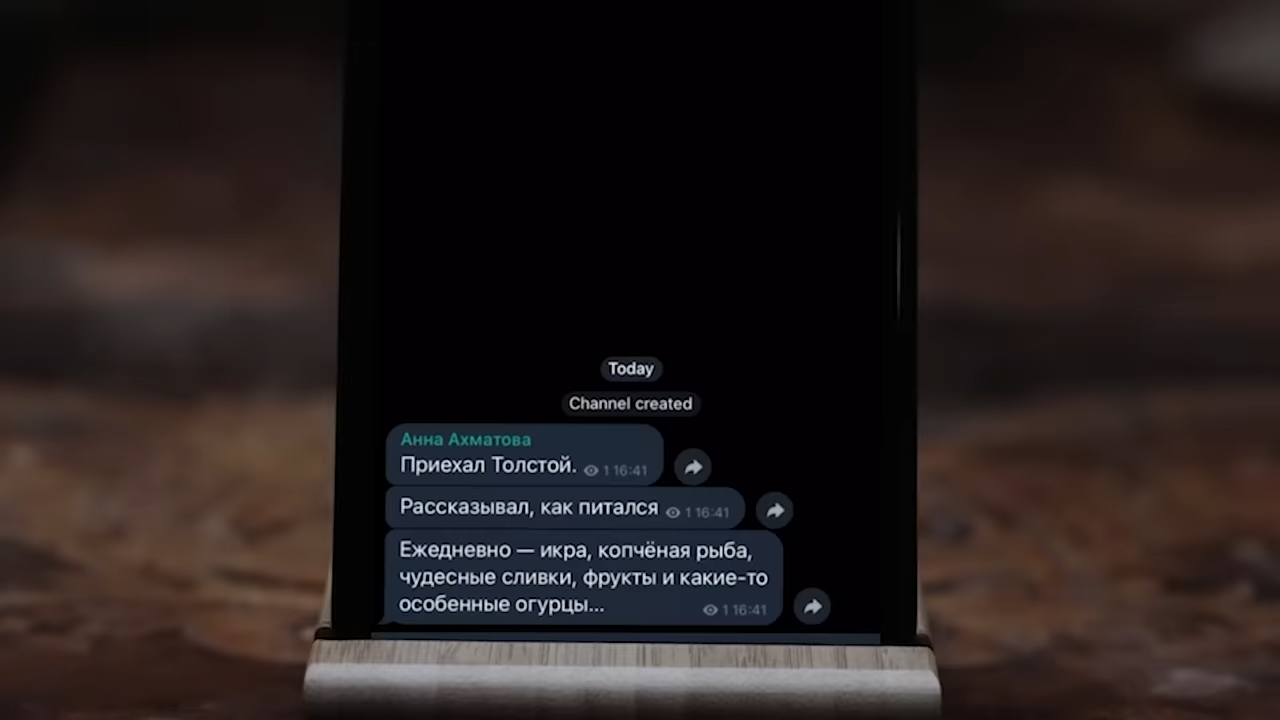 Today
Channel created
Анна Ахматова
Приехал Толстой. 1 16:41
Рассказывал, как питался 1 16:41
Ежедневно — икра, копчёная рыба,
чудесные сливки, фрукты и какие-то
особенные огурцы... 1 16:41